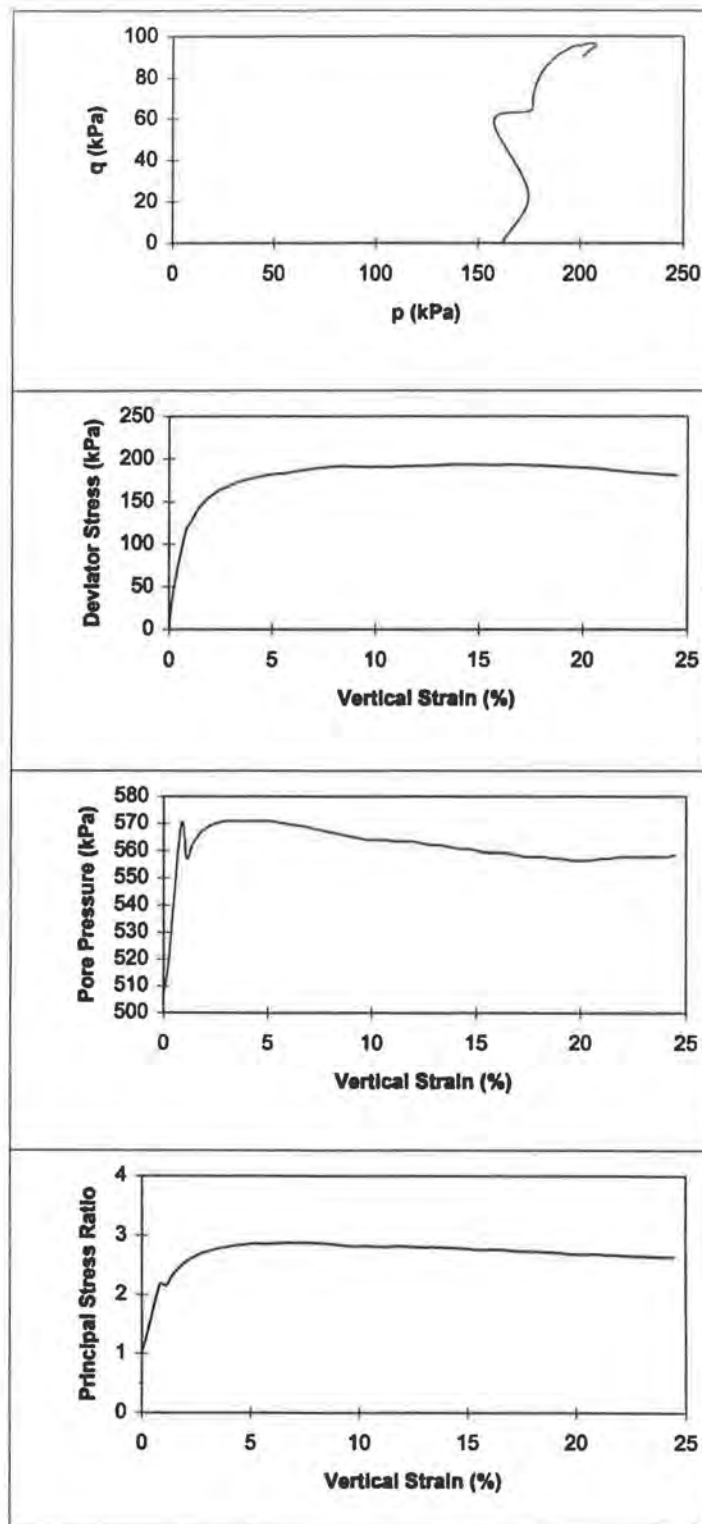 100
80
60
40
20
0
q (kPa)
0 50 100 150 200 250
p (kPa)
250
200
150
100
50
0
Deviator Stress (kPa)
0 5 10 15 20 25
Vertical Strain (%)
580
570
560
550
540
530
520
510
500
Pore Pressure (kPa)
0 5 10 15 20 25
Vertical Strain (%)
4
3
2
1
0
Principal Stress Ratio
0 5 10 15 20 25
Vertical Strain (%)